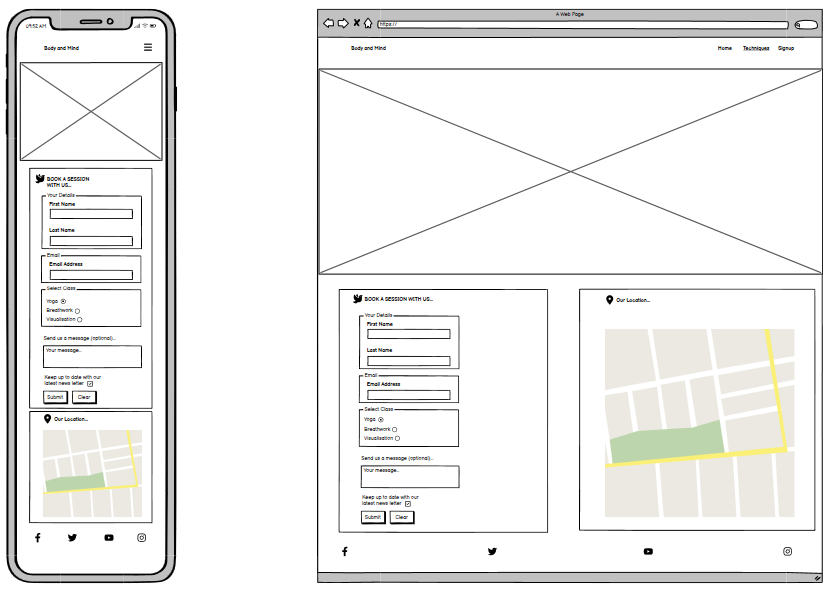 09:52 AM
Body and Mind
BOOK A SESSION
WITH US...
Your Details
First Name
Last Name
Email
Email Address
Select Class
Yoga
Breathwork
Visualisation
Send us a message (optional)...
Your message..
Keep up to date with our
latest news letter
Submit Clear
Our Location...
A Web Page
https://
Body and Mind
Home Techniques Signup
BOOK A SESSION WITH US...
Your Details
First Name
Last Name
Email
Email Address
Select Class
Yoga
Breathwork
Visualisation
Send us a message (optional)...
Your message..
Keep up to date with our
latest news letter
Submit Clear
Our Location...